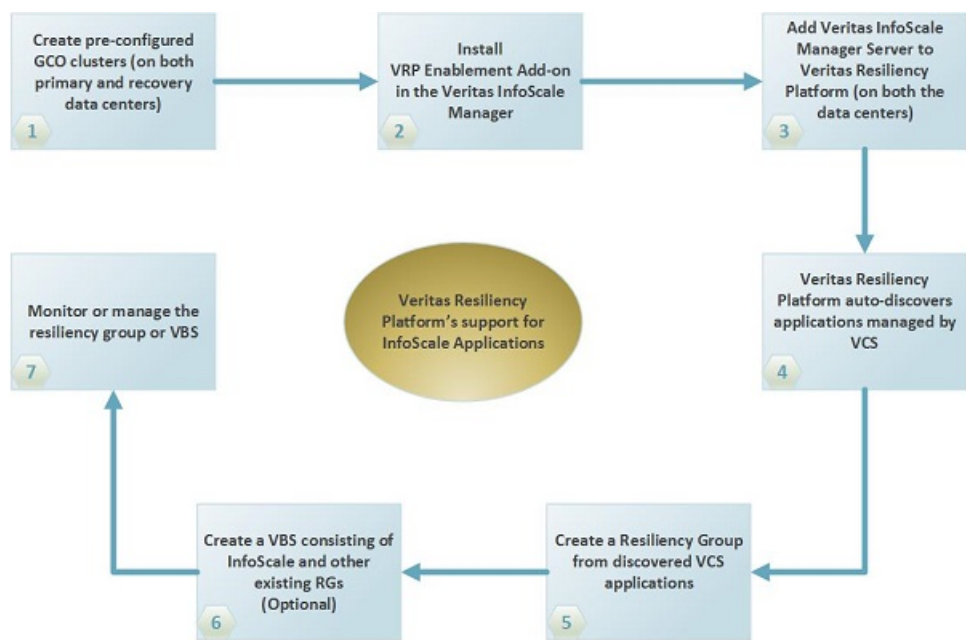 Create pre-configured
GCO clusters (on both
primary and recovery
data centers)
1
Install
VRP Enablement Add-on
in the Veritas InfoScale
Manager
2
Add Veritas InfoScale
Manager Server to
Veritas Resiliency
Platform (on both the
data centers)
3
Veritas Resiliency
Platform auto-discovers
applications managed by
VCS
4
Create a Resiliency Group
from discovered VCS
applications
5
Create a VBS consisting of
InfoScale and other
existing RGs
(Optional)
6
Monitor or manage the
resiliency group or VBS
7
Veritas Resiliency
Platform's support for
InfoScale Applications